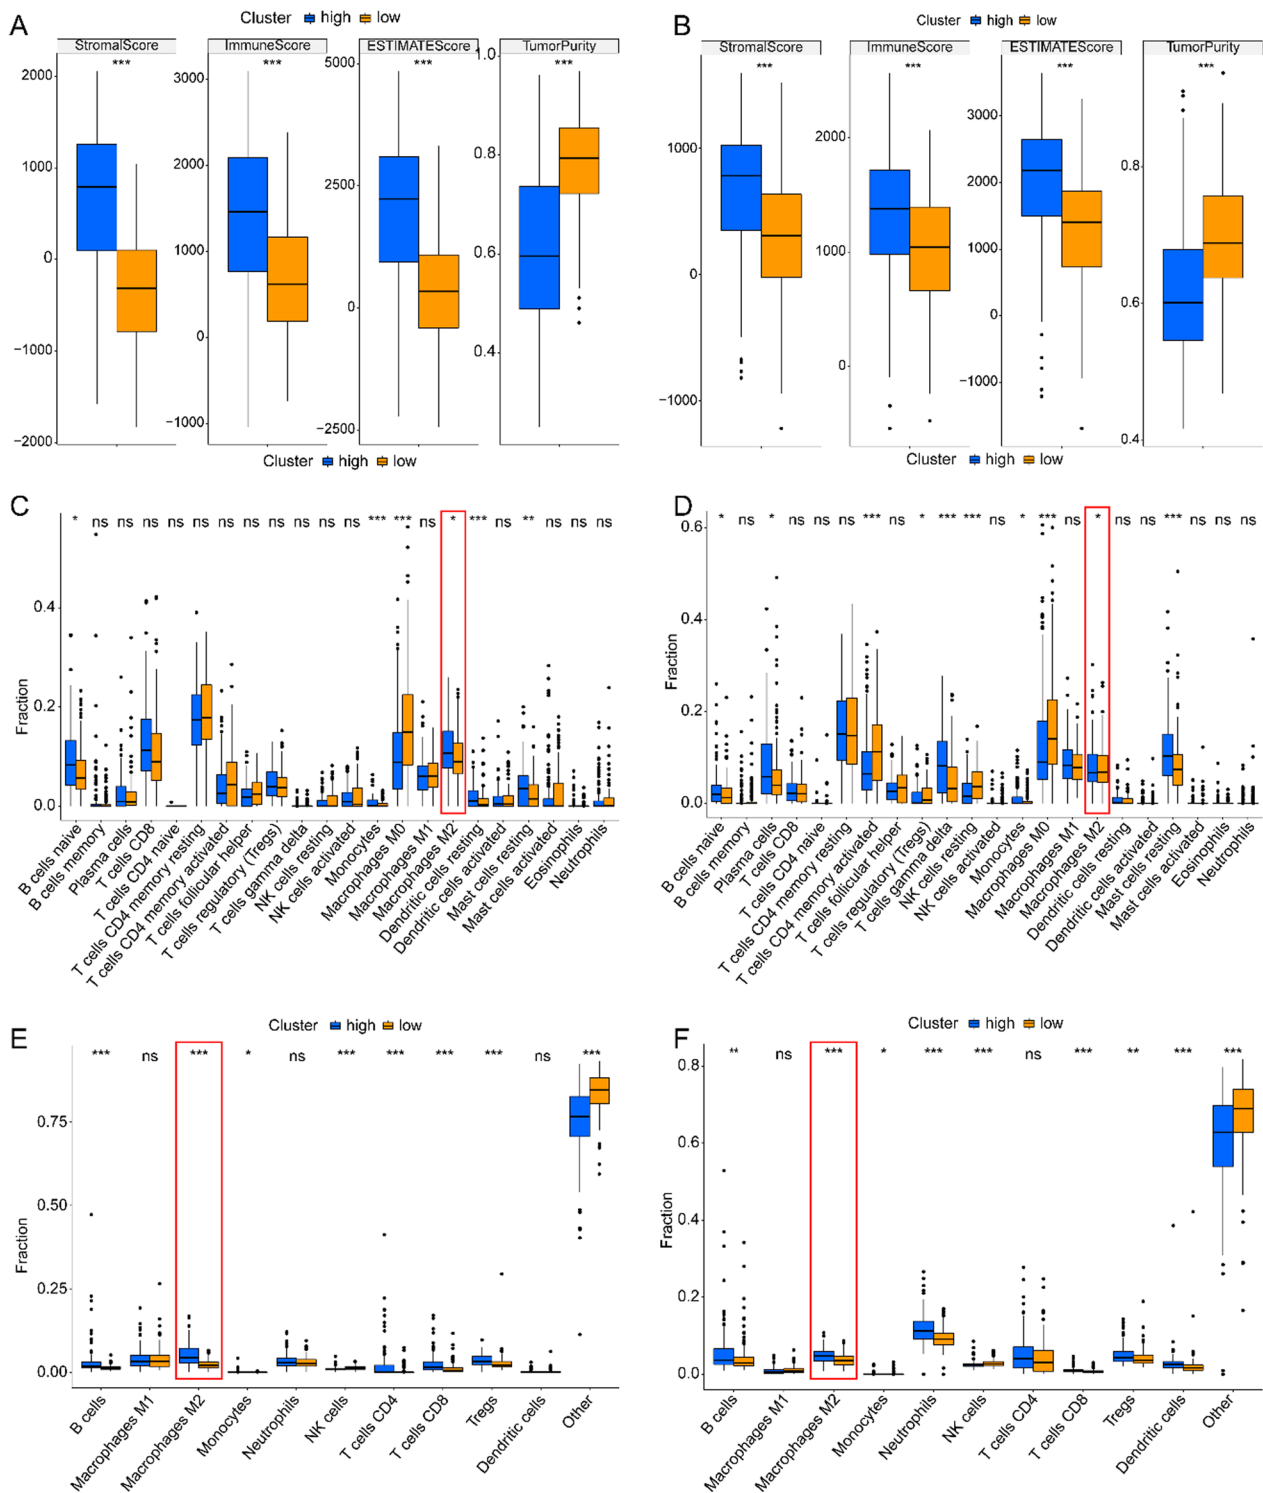 A
Cluster high low
StromalScore ImmuneScore ESTIMATEScore TumorPurity
*** *** *** ***
2000
1000
0
−1000
−2000
3000
2000
1000
0
−1000
5000
2500
0
−2500
1.0
0.8
0.6
0.4
Cluster high low
B
Cluster high low
StromalScore ImmuneScore ESTIMATEScore TumorPurity
*** *** *** ***
1000
0
−1000
2000
1000
0
3000
2000
1000
0
−1000
0.8
0.6
0.4
Cluster high low
C
* ns ns ns ns ns ns ns ns ns ns ns *** *** ns * *** ns ** ns ns ns
Fraction
0.4
0.2
0.0
B cells naive
B cells memory
Plasma cells
T cells CD8
T cells CD4 naive
T cells CD4 memory resting
T cells CD4 memory activated
T cells follicular helper
T cells regulatory (Tregs)
T cells gamma delta
NK cells resting
NK cells activated
Monocytes
Macrophages M0
Macrophages M1
Macrophages M2
Dendritic cells resting
Dendritic cells activated
Mast cells resting
Mast cells activated
Eosinophils
Neutrophils
D
* ns * ns ns ns *** ns * *** *** ns * *** ns * ns ns *** ns ns ns
Fraction
0.6
0.4
0.2
0.0
B cells naive
B cells memory
Plasma cells
T cells CD8
T cells CD4 naive
T cells CD4 memory resting
T cells CD4 memory activated
T cells follicular helper
T cells regulatory (Tregs)
T cells gamma delta
NK cells resting
NK cells activated
Monocytes
Macrophages M0
Macrophages M1
Macrophages M2
Dendritic cells resting
Dendritic cells activated
Mast cells resting
Mast cells activated
Eosinophils
Neutrophils
E
Cluster high low
*** ns *** * ns *** *** *** *** ns ***
Fraction
0.75
0.50
0.25
0.00
B cells
Macrophages M1
Macrophages M2
Monocytes
Neutrophils
NK cells
T cells CD4
T cells CD8
Tregs
Dendritic cells
Other
F
Cluster high low
** ns *** * *** *** ns *** ** *** ***
Fraction
0.8
0.6
0.4
0.2
0.0
B cells
Macrophages M1
Macrophages M2
Monocytes
Neutrophils
NK cells
T cells CD4
T cells CD8
Tregs
Dendritic cells
Other